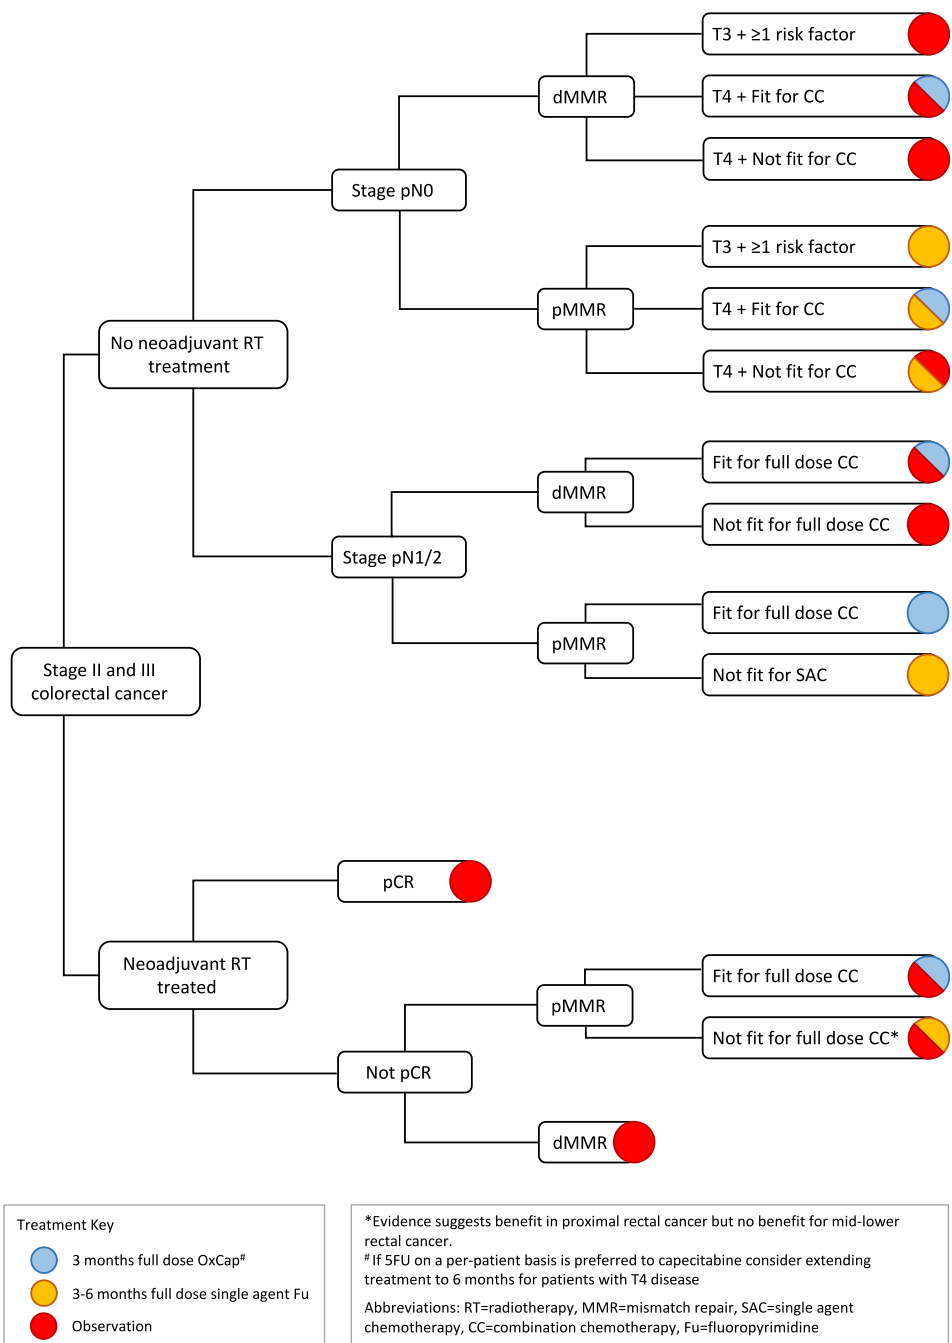 T3 + ≥1 risk factor
dMMR
T4 + Fit for CC
T4 + Not fit for CC
Stage pN0
T3 + ≥1 risk factor
pMMR
T4 + Fit for CC
T4 + Not fit for CC
No neoadjuvant RT
treatment
Fit for full dose CC
dMMR
Not fit for full dose CC
Stage pN1/2
Fit for full dose CC
pMMR
Not fit for SAC
Stage II and III
colorectal cancer
pCR
Neoadjuvant RT
treated
Fit for full dose CC
pMMR
Not fit for full dose CC*
Not pCR
dMMR
Treatment Key
3 months full dose OxCap#
3-6 months full dose single agent Fu
Observation
*Evidence suggests benefit in proximal rectal cancer but no benefit for mid-lower
rectal cancer.
# If 5FU on a per-patient basis is preferred to capecitabine consider extending
treatment to 6 months for patients with T4 disease
Abbreviations: RT=radiotherapy, MMR=mismatch repair, SAC=single agent
chemotherapy, CC=combination chemotherapy, Fu=fluoropyrimidine